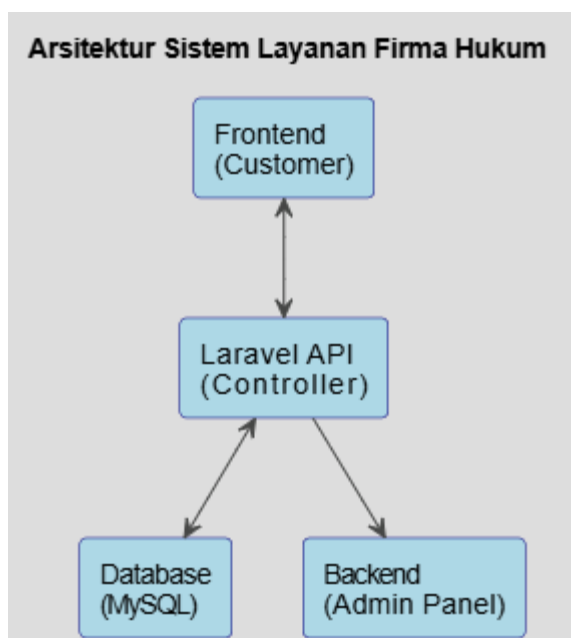 Arsitektur Sistem Layanan Firma Hukum
Frontend
(Customer)
Laravel API
(Controller)
Database
(MySQL)
Backend
(Admin Panel)